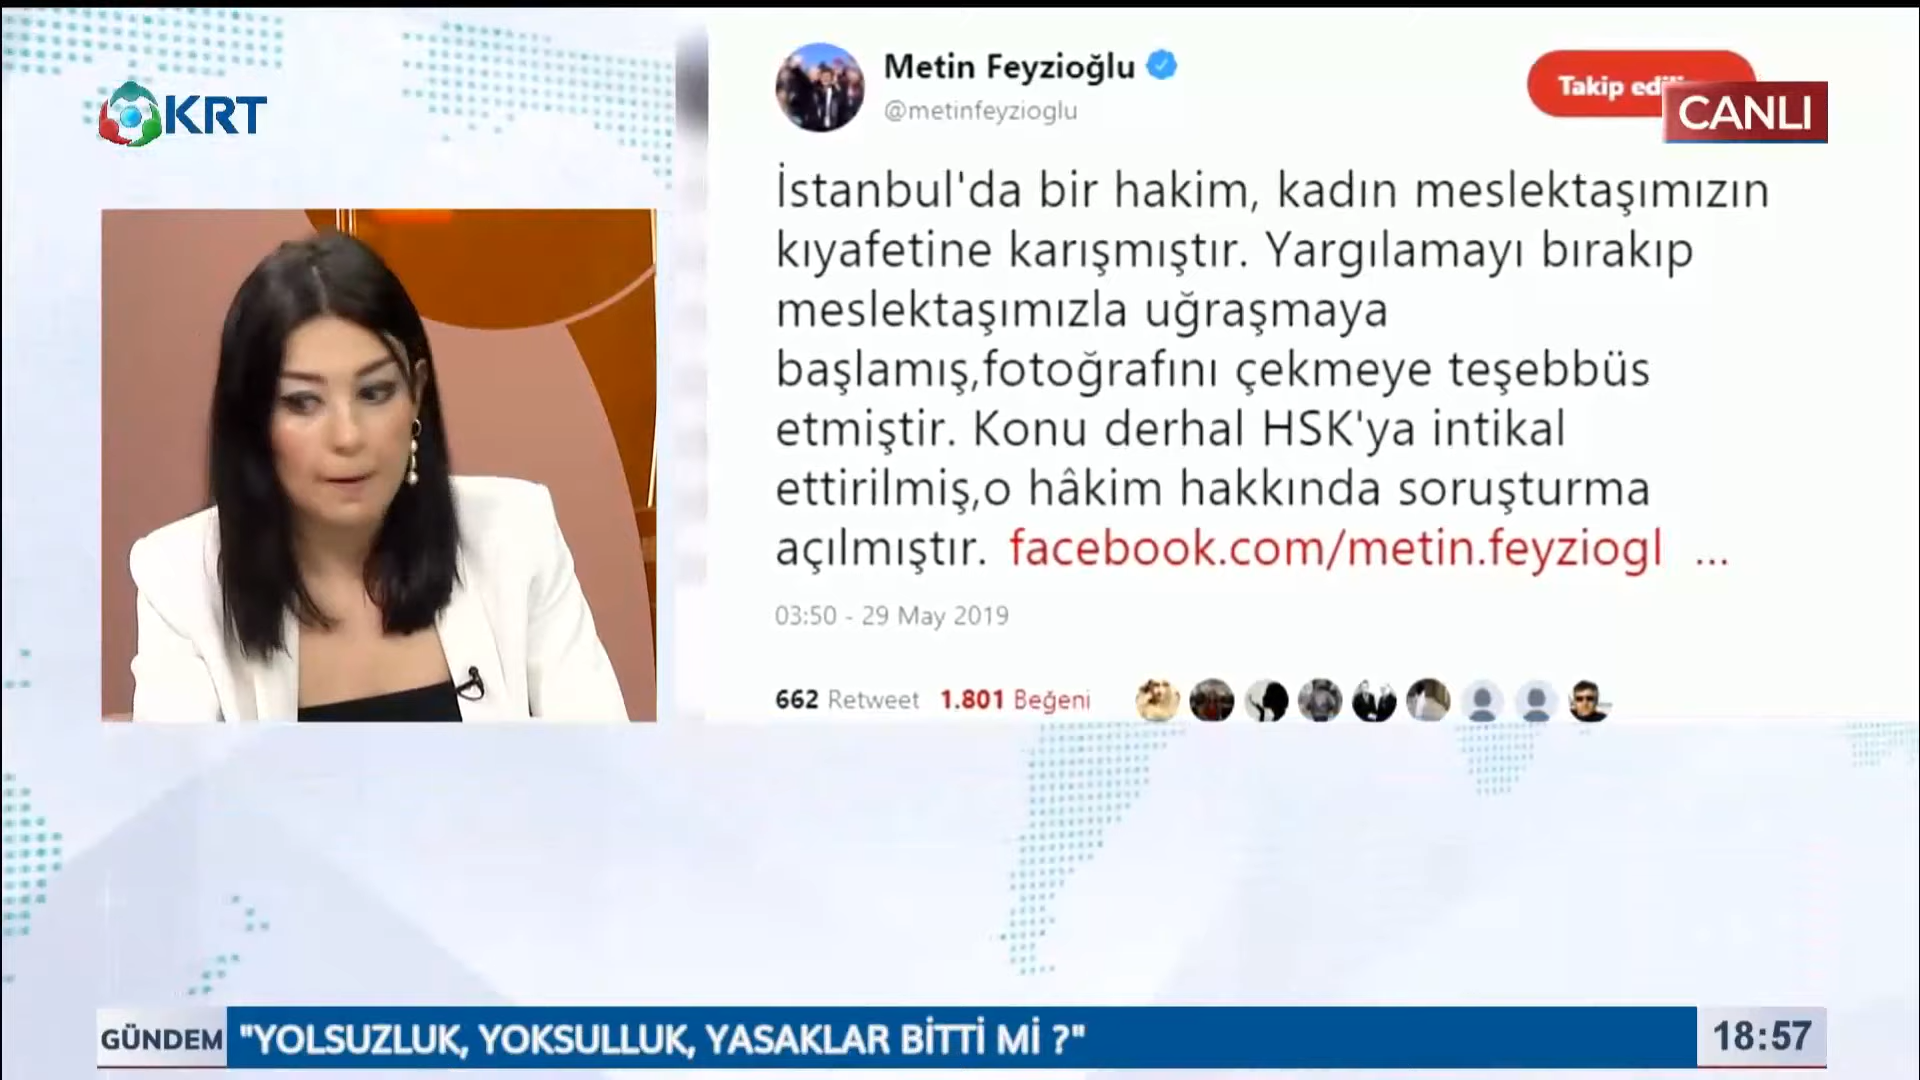 KRT
Metin Feyzioğlu
@metinfeyzioglu
Takip
CANLI
İstanbul'da bir hakim, kadın meslektaşımızın
kıyafetine karışmıştır. Yargılamayı bırakıp
meslektaşımızla uğraşmaya
başlamış,fotoğrafını çekmeye teşebbüs
etmiştir. Konu derhal HSK'ya intikal
ettirilmiş,o hâkim hakkında soruşturma
açılmıştır. facebook.com/metin.feyziogl ...
03:50 - 29 May 2019
662 Retweet 1.801 Beğeni
GÜNDEM "YOLSUZLUK, YOKSULLUK, YASAKLAR BİTTİ Mİ ?" 18:57